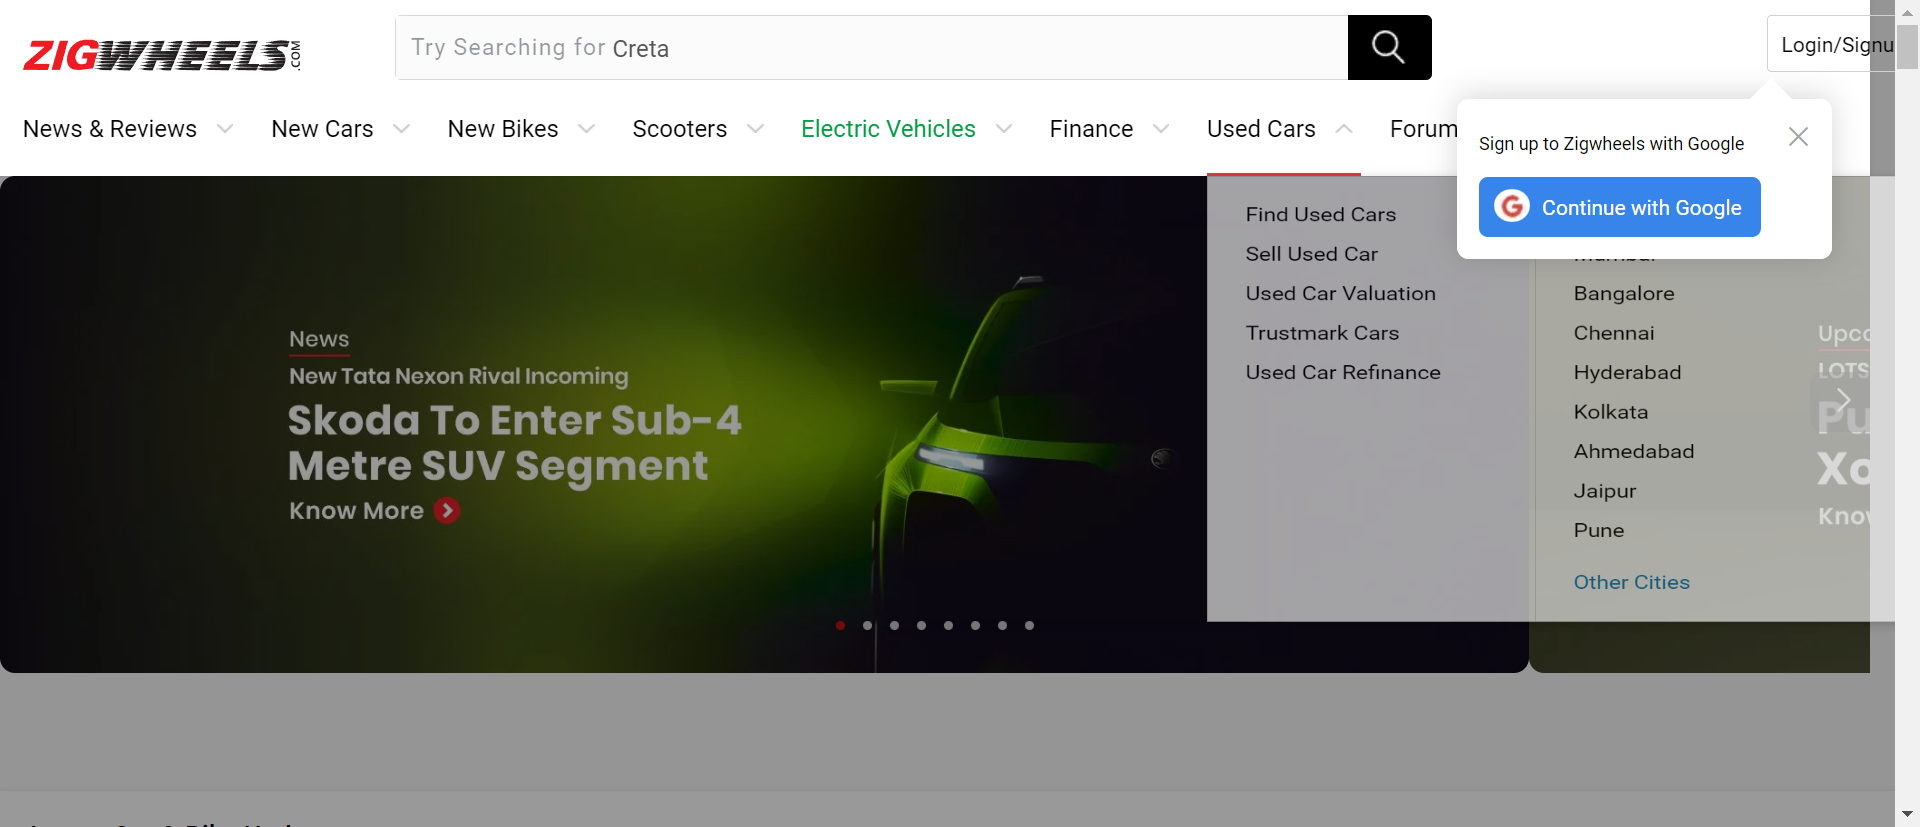 ZIGWHEELS.COM
Try Searching for Creta
Login/Signu
News & Reviews
New Cars
New Bikes
Scooters
Electric Vehicles
Finance
Used Cars
Forum
Sign up to Zigwheels with Google
Continue with Google
Find Used Cars
Sell Used Car
Used Car Valuation
Trustmark Cars
Used Car Refinance
Bangalore
Chennai
Hyderabad
Kolkata
Ahmedabad
Jaipur
Pune
Other Cities
News
New Tata Nexon Rival Incoming
Skoda To Enter Sub-4
Metre SUV Segment
Know More
Upco
LOTS
Pu
Xo
Know